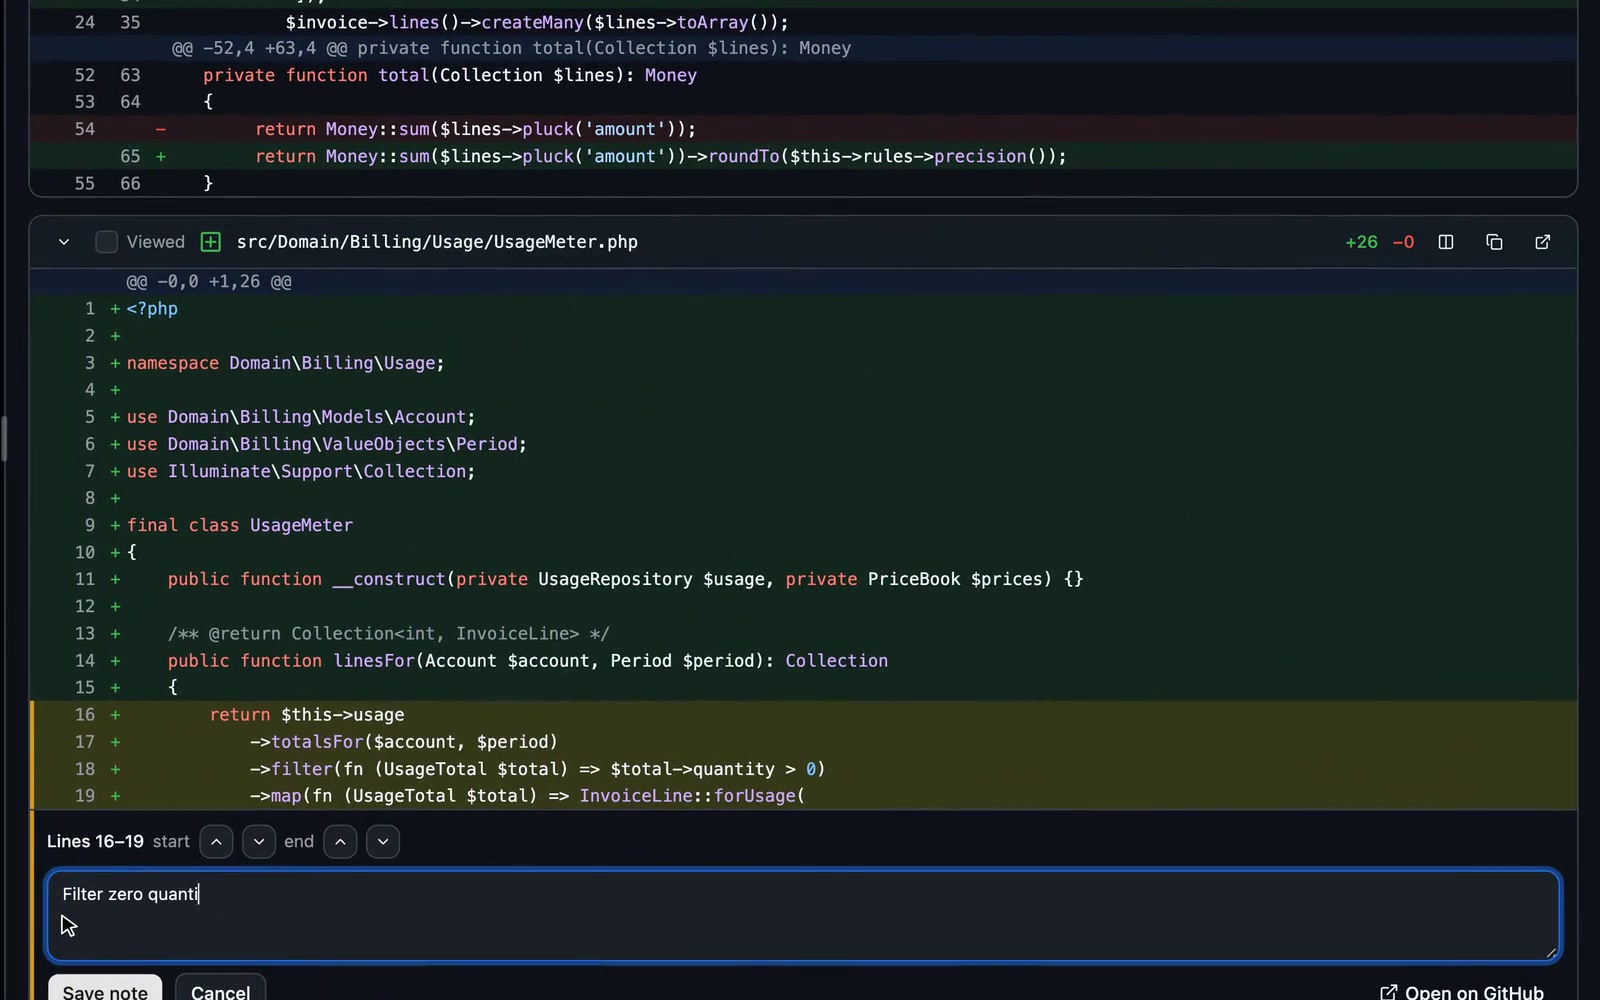 24 35 $invoice->lines()->createMany($lines->toArray());
@@ -52,4 +63,4 @@ private function total(Collection $lines): Money
52 63 private function total(Collection $lines): Money
53 64 {
54 - return Money::sum($lines->pluck('amount'));
65 + return Money::sum($lines->pluck('amount'))->roundTo($this->rules->precision());
55 66 }
Viewed src/Domain/Billing/Usage/UsageMeter.php +26 -0
@@ -0,0 +1,26 @@
1 + <?php
2 +
3 + namespace Domain\Billing\Usage;
4 +
5 + use Domain\Billing\Models\Account;
6 + use Domain\Billing\ValueObjects\Period;
7 + use Illuminate\Support\Collection;
8 +
9 + final class UsageMeter
10 + {
11 + public function __construct(private UsageRepository $usage, private PriceBook $prices) {}
12 +
13 + /** @return Collection<int, InvoiceLine> */
14 + public function linesFor(Account $account, Period $period): Collection
15 + {
16 + return $this->usage
17 + ->totalsFor($account, $period)
18 + ->filter(fn (UsageTotal $total) => $total->quantity > 0)
19 + ->map(fn (UsageTotal $total) => InvoiceLine::forUsage(
Lines 16–19 start end
Filter zero quanti
Save note Cancel Open on GitHub